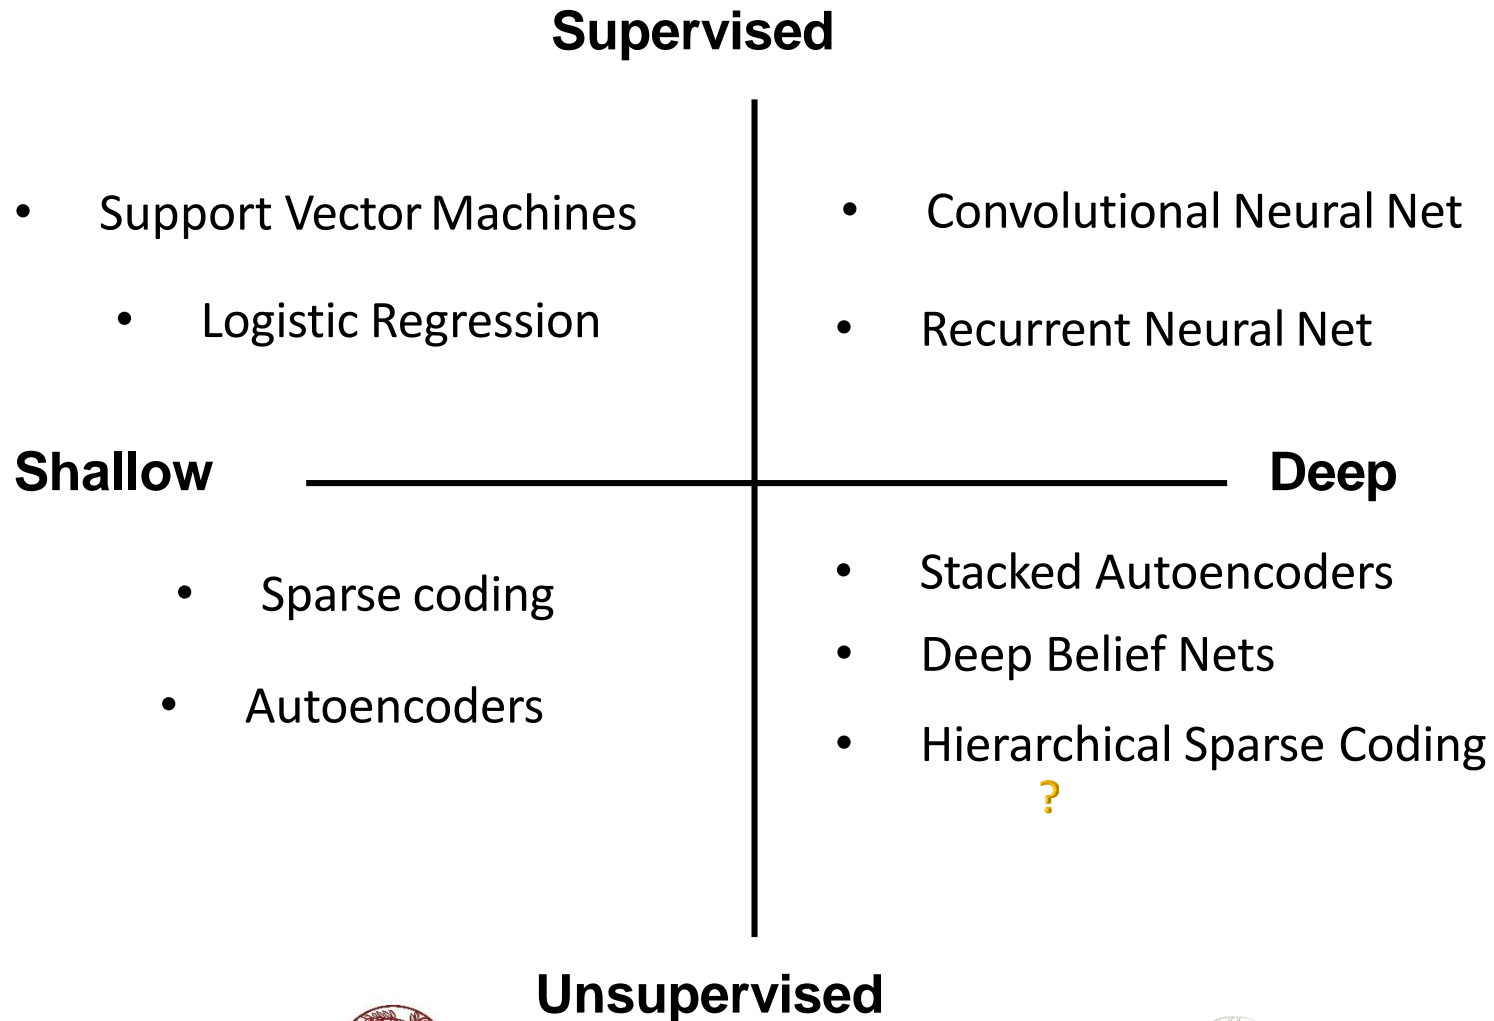 Supervised
• Support Vector Machines
• Logistic Regression
• Convolutional Neural Net
• Recurrent Neural Net
Shallow
Deep
• Sparse coding
• Autoencoders
• Stacked Autoencoders
• Deep Belief Nets
• Hierarchical Sparse Coding
?
Unsupervised